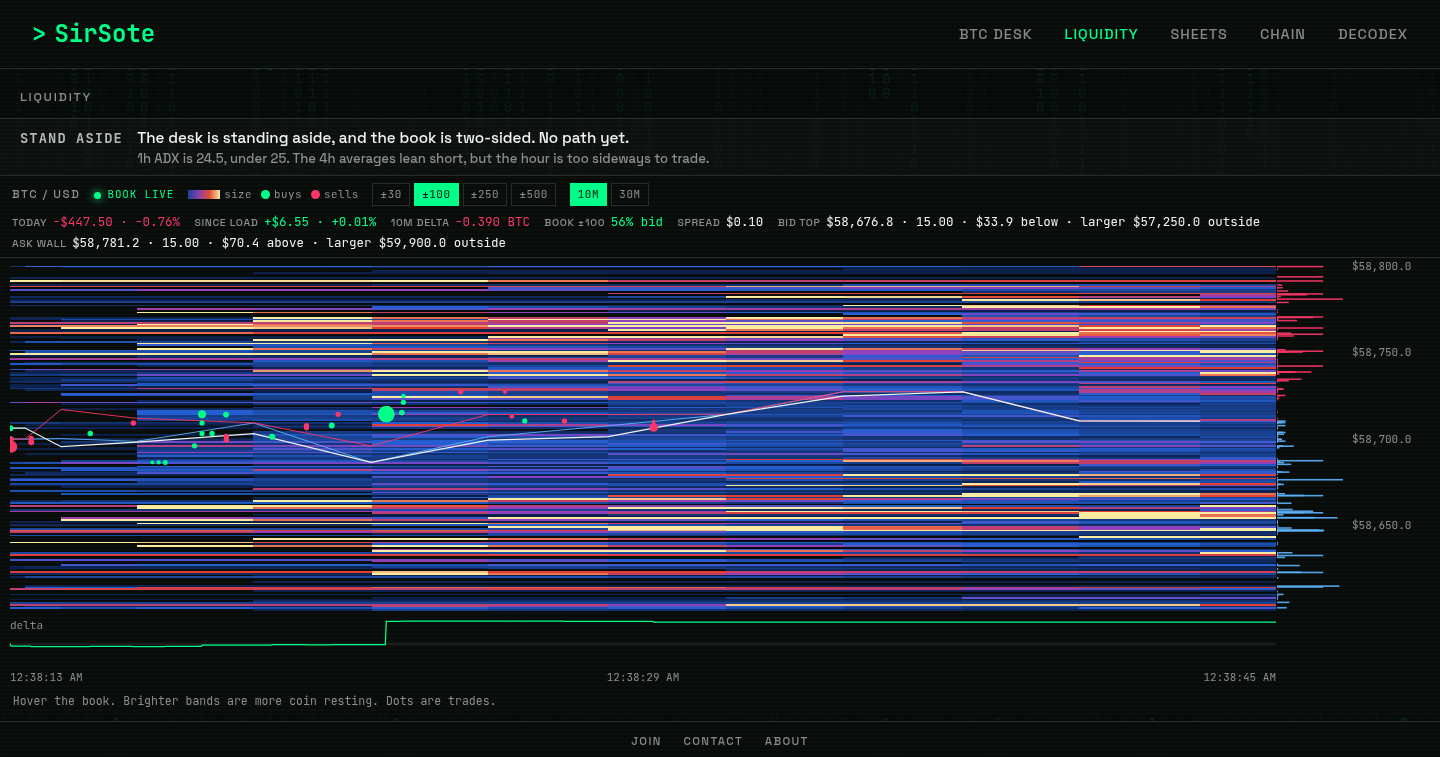 > SirSote
BTC DESK LIQUIDITY SHEETS CHAIN DECODEX
LIQUIDITY
STAND ASIDE The desk is standing aside, and the book is two-sided. No path yet.
1h ADX is 24.5, under 25. The 4h averages lean short, but the hour is too sideways to trade.
BTC / USD BOOK LIVE size buys sells ±30 ±100 ±250 ±500 10M 30M
TODAY -$447.50 · -0.76% SINCE LOAD +$6.55 · +0.01% 10M DELTA -0.390 BTC BOOK ±100 56% bid SPREAD $0.10 BID TOP $58,676.8 · 15.00 · $33.9 below · larger $57,250.0 outside
ASK WALL $58,781.2 · 15.00 · $70.4 above · larger $59,900.0 outside
$58,800.0
$58,750.0
$58,700.0
$58,650.0
delta
12:38:13 AM 12:38:29 AM 12:38:45 AM
Hover the book. Brighter bands are more coin resting. Dots are trades.
JOIN CONTACT ABOUT